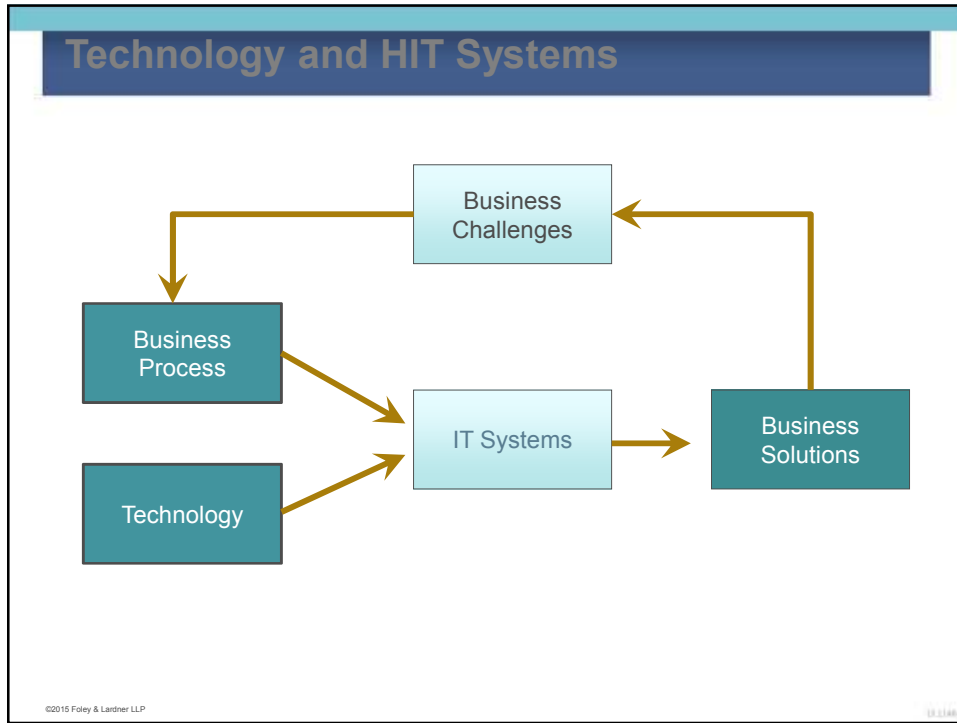 Technology and HIT Systems
Business
Challenges
Business
Process
IT Systems
Business
Solutions
Technology
©2015 Foley & Lardner LLP